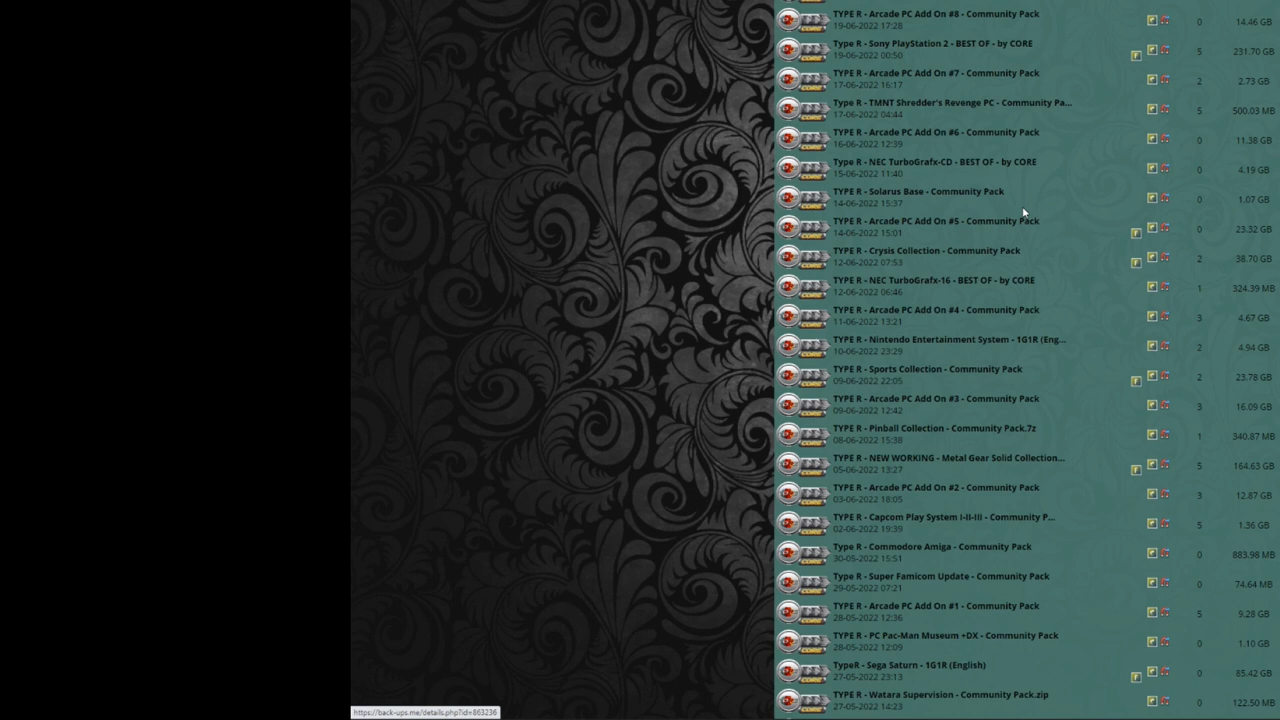 TYPE R - Arcade PC Add On #8 - Community Pack
19-06-2022 17:28 0 14.46 GB
Type R - Sony PlayStation 2 - BEST OF - by CORE
19-06-2022 00:50 5 231.70 GB
TYPE R - Arcade PC Add On #7 - Community Pack
17-06-2022 16:17 2 2.73 GB
Type R - TMNT Shredder's Revenge PC - Community Pa...
17-06-2022 04:44 5 500.03 MB
TYPE R - Arcade PC Add On #6 - Community Pack
16-06-2022 12:39 0 11.38 GB
Type R - NEC TurboGrafx-CD - BEST OF - by CORE
15-06-2022 11:40 0 4.19 GB
TYPE R - Solarus Base - Community Pack
14-06-2022 15:37 0 1.07 GB
TYPE R - Arcade PC Add On #5 - Community Pack
14-06-2022 15:01 0 23.32 GB
TYPE R - Crysis Collection - Community Pack
12-06-2022 07:53 2 38.70 GB
TYPE R - NEC TurboGrafx-16 - BEST OF - by CORE
12-06-2022 06:46 1 324.39 MB
TYPE R - Arcade PC Add On #4 - Community Pack
11-06-2022 13:21 3 4.67 GB
TYPE R - Nintendo Entertainment System - 1G1R (Eng...
10-06-2022 23:29 2 4.94 GB
TYPE R - Sports Collection - Community Pack
09-06-2022 22:05 2 23.78 GB
TYPE R - Arcade PC Add On #3 - Community Pack
09-06-2022 12:42 3 16.09 GB
TYPE R - Pinball Collection - Community Pack.7z
08-06-2022 15:38 1 340.87 MB
TYPE R - NEW WORKING - Metal Gear Solid Collection...
05-06-2022 13:27 5 164.63 GB
TYPE R - Arcade PC Add On #2 - Community Pack
03-06-2022 18:05 3 12.87 GB
TYPE R - Capcom Play System I-II-III - Community P...
02-06-2022 19:39 5 1.36 GB
Type R - Commodore Amiga - Community Pack
30-05-2022 15:51 0 883.98 MB
Type R - Super Famicom Update - Community Pack
29-05-2022 07:21 0 74.64 MB
TYPE R - Arcade PC Add On #1 - Community Pack
28-05-2022 12:36 5 9.28 GB
TYPE R - PC Pac-Man Museum +DX - Community Pack
28-05-2022 12:09 0 1.10 GB
TypeR - Sega Saturn - 1G1R (English)
27-05-2022 23:13 0 85.42 GB
TYPE R - Watara Supervision - Community Pack.zip
27-05-2022 14:23 0 122.50 MB
https://back-ups.me/details.php?id=863236